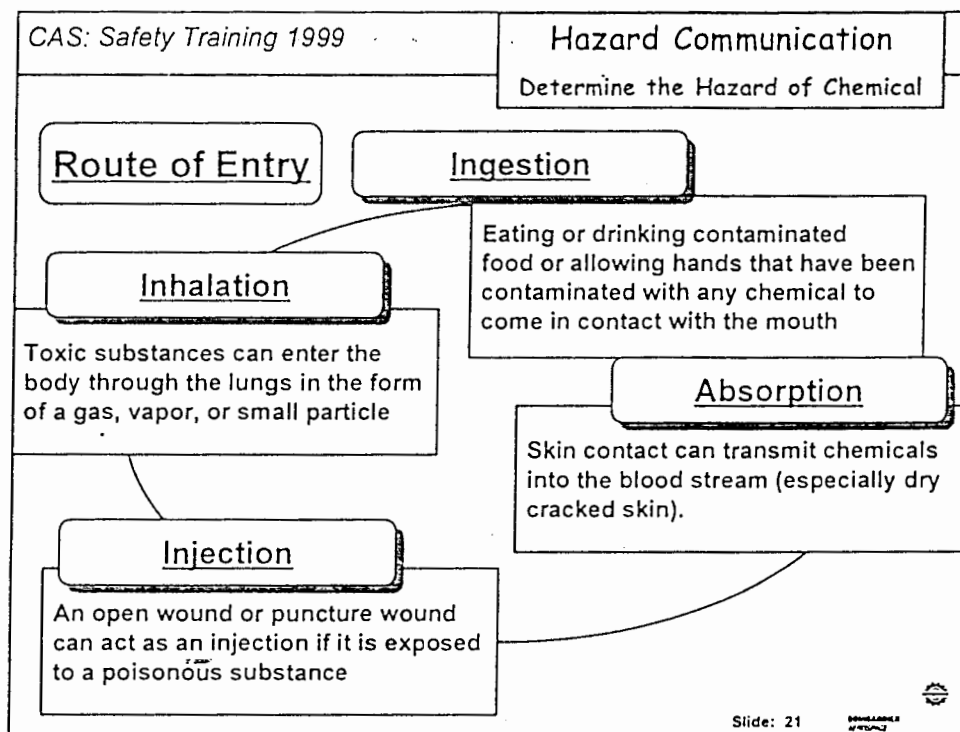 CAS: Safety Training 1999
Hazard Communication
Determine the Hazard of Chemical
Route of Entry
Ingestion
Eating or drinking contaminated
food or allowing hands that have been
contaminated with any chemical to
come in contact with the mouth
Inhalation
Toxic substances can enter the
body through the lungs in the form
of a gas, vapor, or small particle
Absorption
Skin contact can transmit chemicals
into the blood stream (especially dry
cracked skin).
Injection
An open wound or puncture wound
can act as an injection if it is exposed
to a poisonous substance
Slide: 21
BOMBARDIER